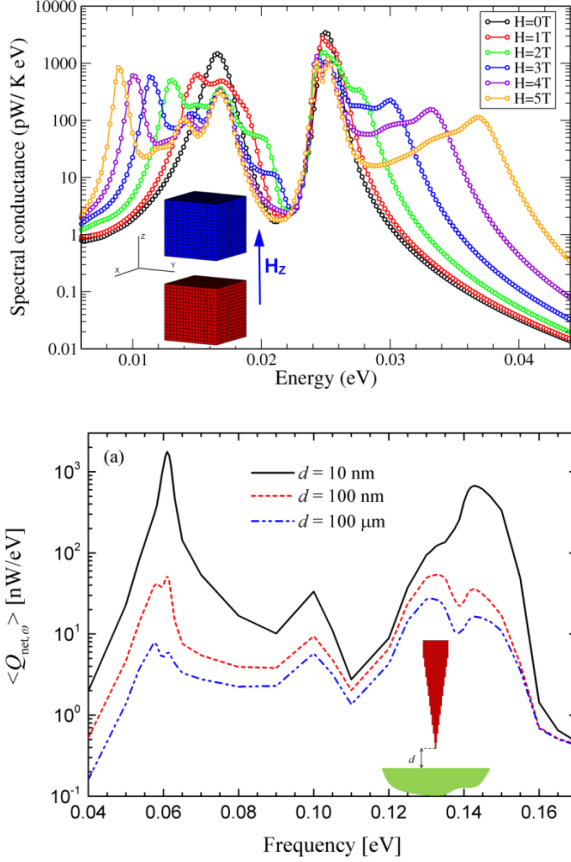 Spectral conductance (pW/ K eV)
10000
1000
100
10
1
0.1
0.01
H=0T
H=1T
H=2T
H=3T
H=4T
H=5T
Z
X
Y
Hz
0.01
0.02
0.03
0.04
Energy (eV)
(a)
d = 10 nm
d = 100 nm
d = 100 μm
<Qnet,ω> [nW/eV]
10³
10²
10¹
10⁰
10⁻¹
d
0.04 0.06 0.08 0.10 0.12 0.14 0.16
Frequency [eV]